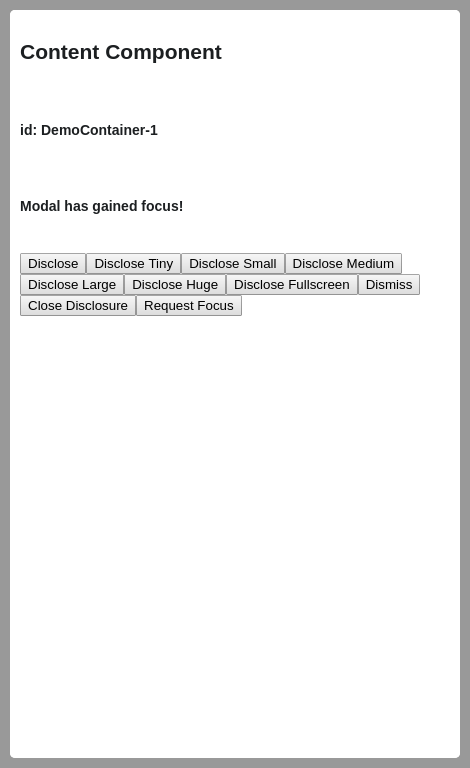 Content Component
id: DemoContainer-1
Modal has gained focus!
Disclose Disclose Tiny Disclose Small Disclose Medium
Disclose Large Disclose Huge Disclose Fullscreen Dismiss
Close Disclosure Request Focus